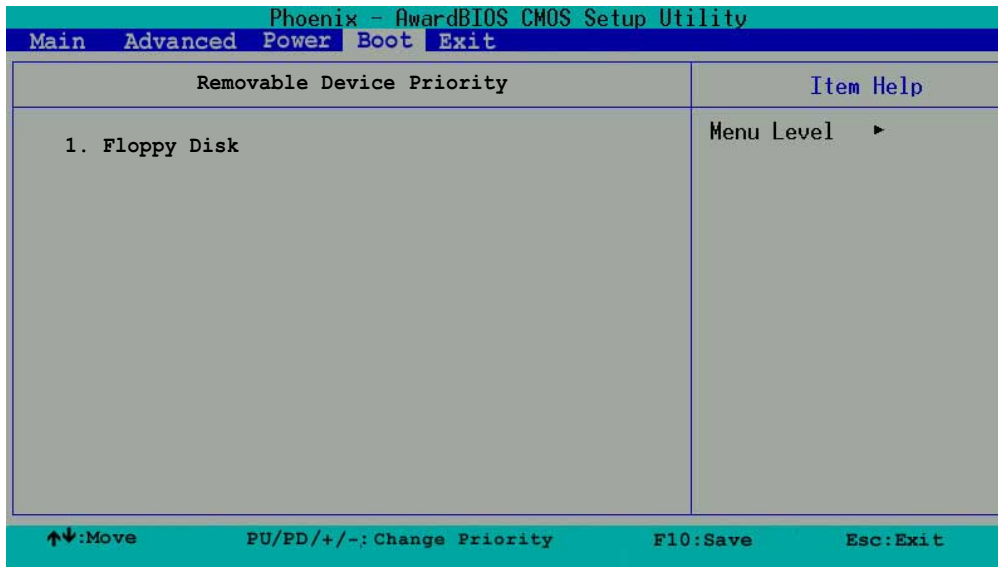 Phoenix - AwardBIOS CMOS Setup Utility
Main Advanced Power Boot Exit
Removable Device Priority
Item Help
1. Floppy Disk
Menu Level ▶
↑↓:Move PU/PD/+/-: Change Priority F10:Save Esc:Exit